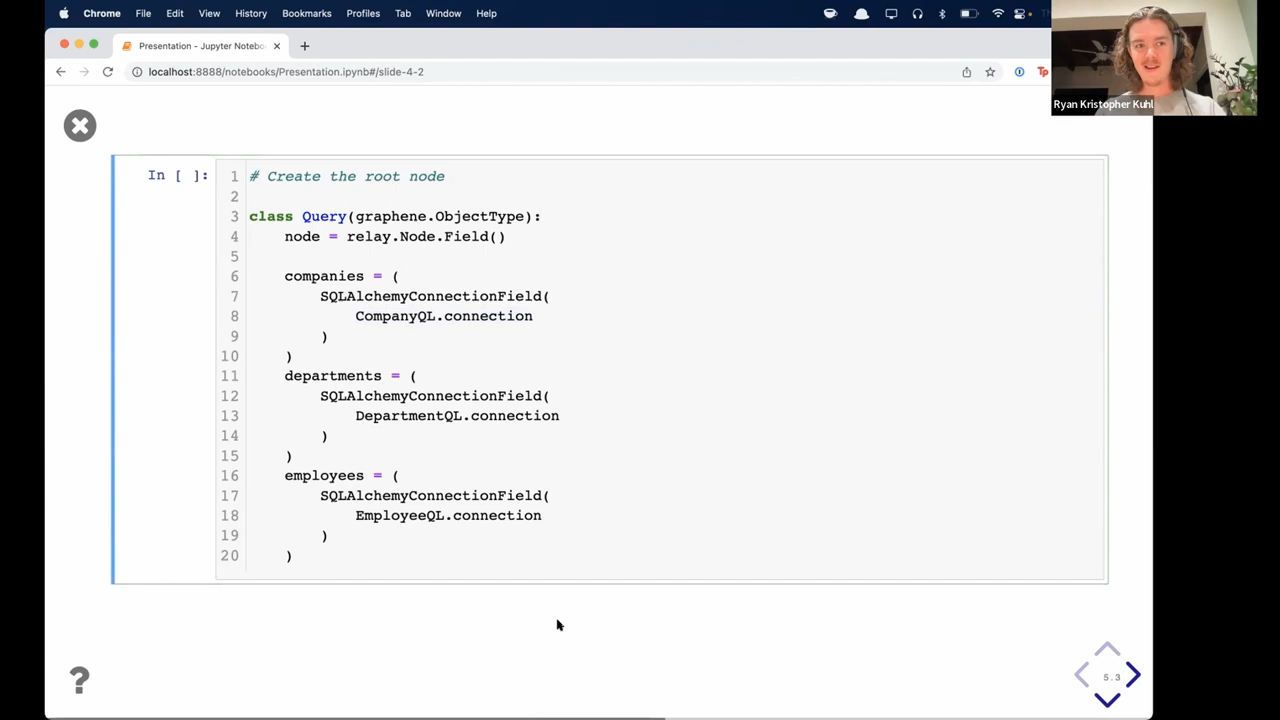 Chrome File Edit View History Bookmarks Profiles Tab Window Help
Presentation - Jupyter Notebo
localhost:8888/notebooks/Presentation.ipynb#/slide-4-2
Tp
Ryan Kristopher Kuhl
In [ ]:
1 # Create the root node
2
3 class Query(graphene.ObjectType):
4 node = relay.Node.Field()
5
6 companies = (
7 SQLAlchemyConnectionField(
8 CompanyQL.connection
9 )
10 )
11 departments = (
12 SQLAlchemyConnectionField(
13 DepartmentQL.connection
14 )
15 )
16 employees = (
17 SQLAlchemyConnectionField(
18 EmployeeQL.connection
19 )
20 )
?
5.3